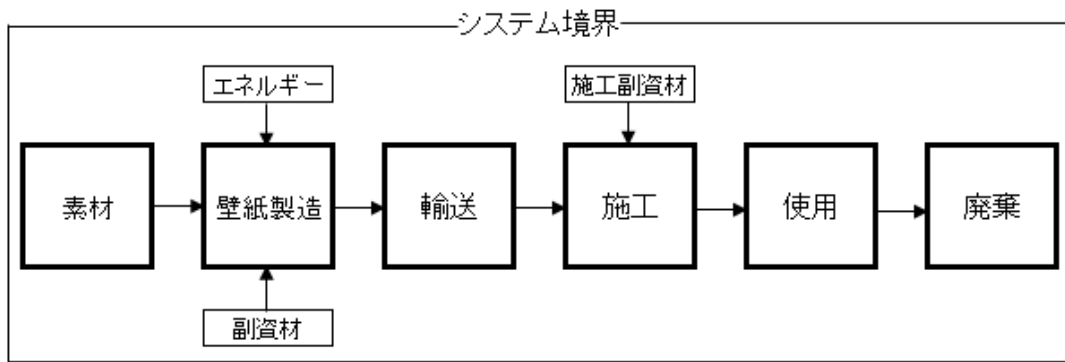 システム境界
エネルギー
施工副資材
素材
壁紙製造
輸送
施工
使用
廃棄
副資材